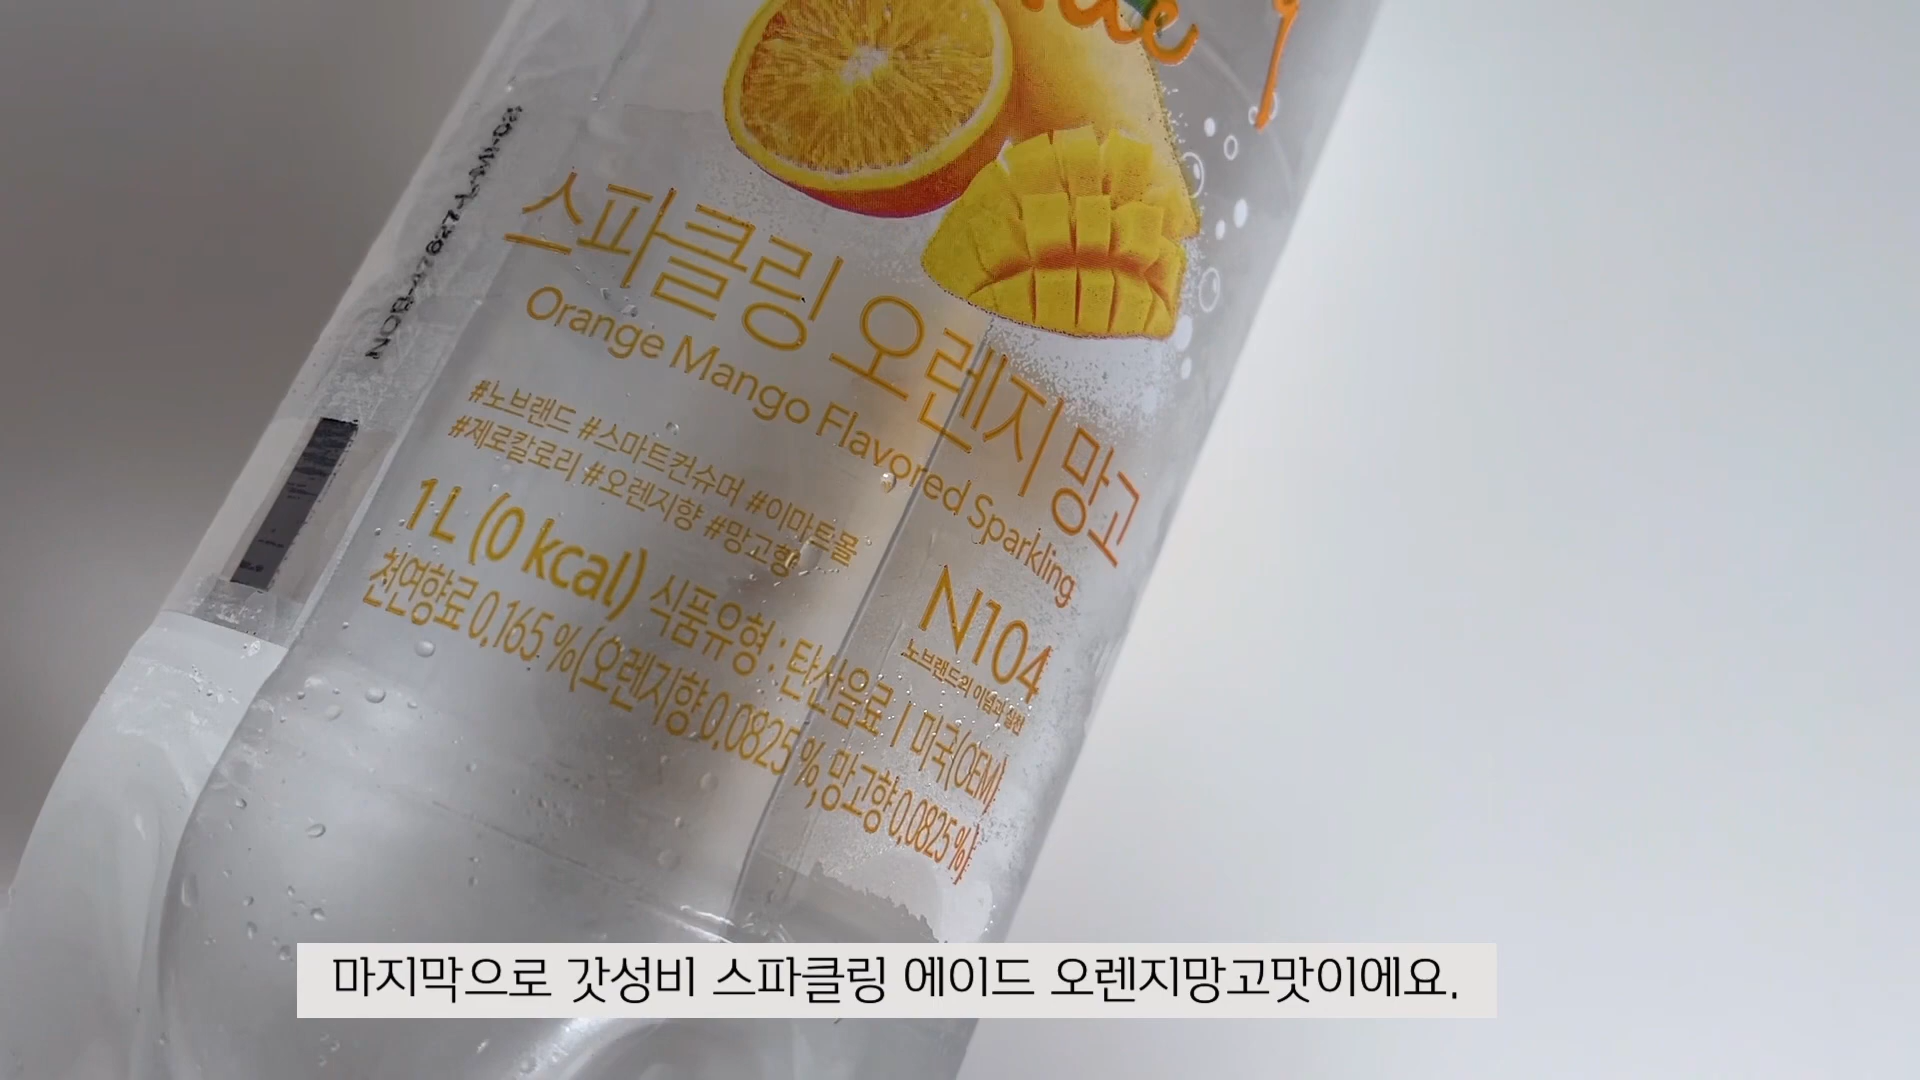 스파클링 오렌지 망고
Orange Mango Flavored Sparkling
#노브랜드 #스마트컨슈머 #이마트몰
#제로칼로리 #오렌지향 #망고향
1 L (0 kcal) 식품유형 : 탄산음료 | 미국(OEM)
천연향료 0.165 %(오렌지향 0.0825 %, 망고향 0.0825 %)
N104
노브랜드의 이념과 실천
마지막으로 갓성비 스파클링 에이드 오렌지망고맛이에요.